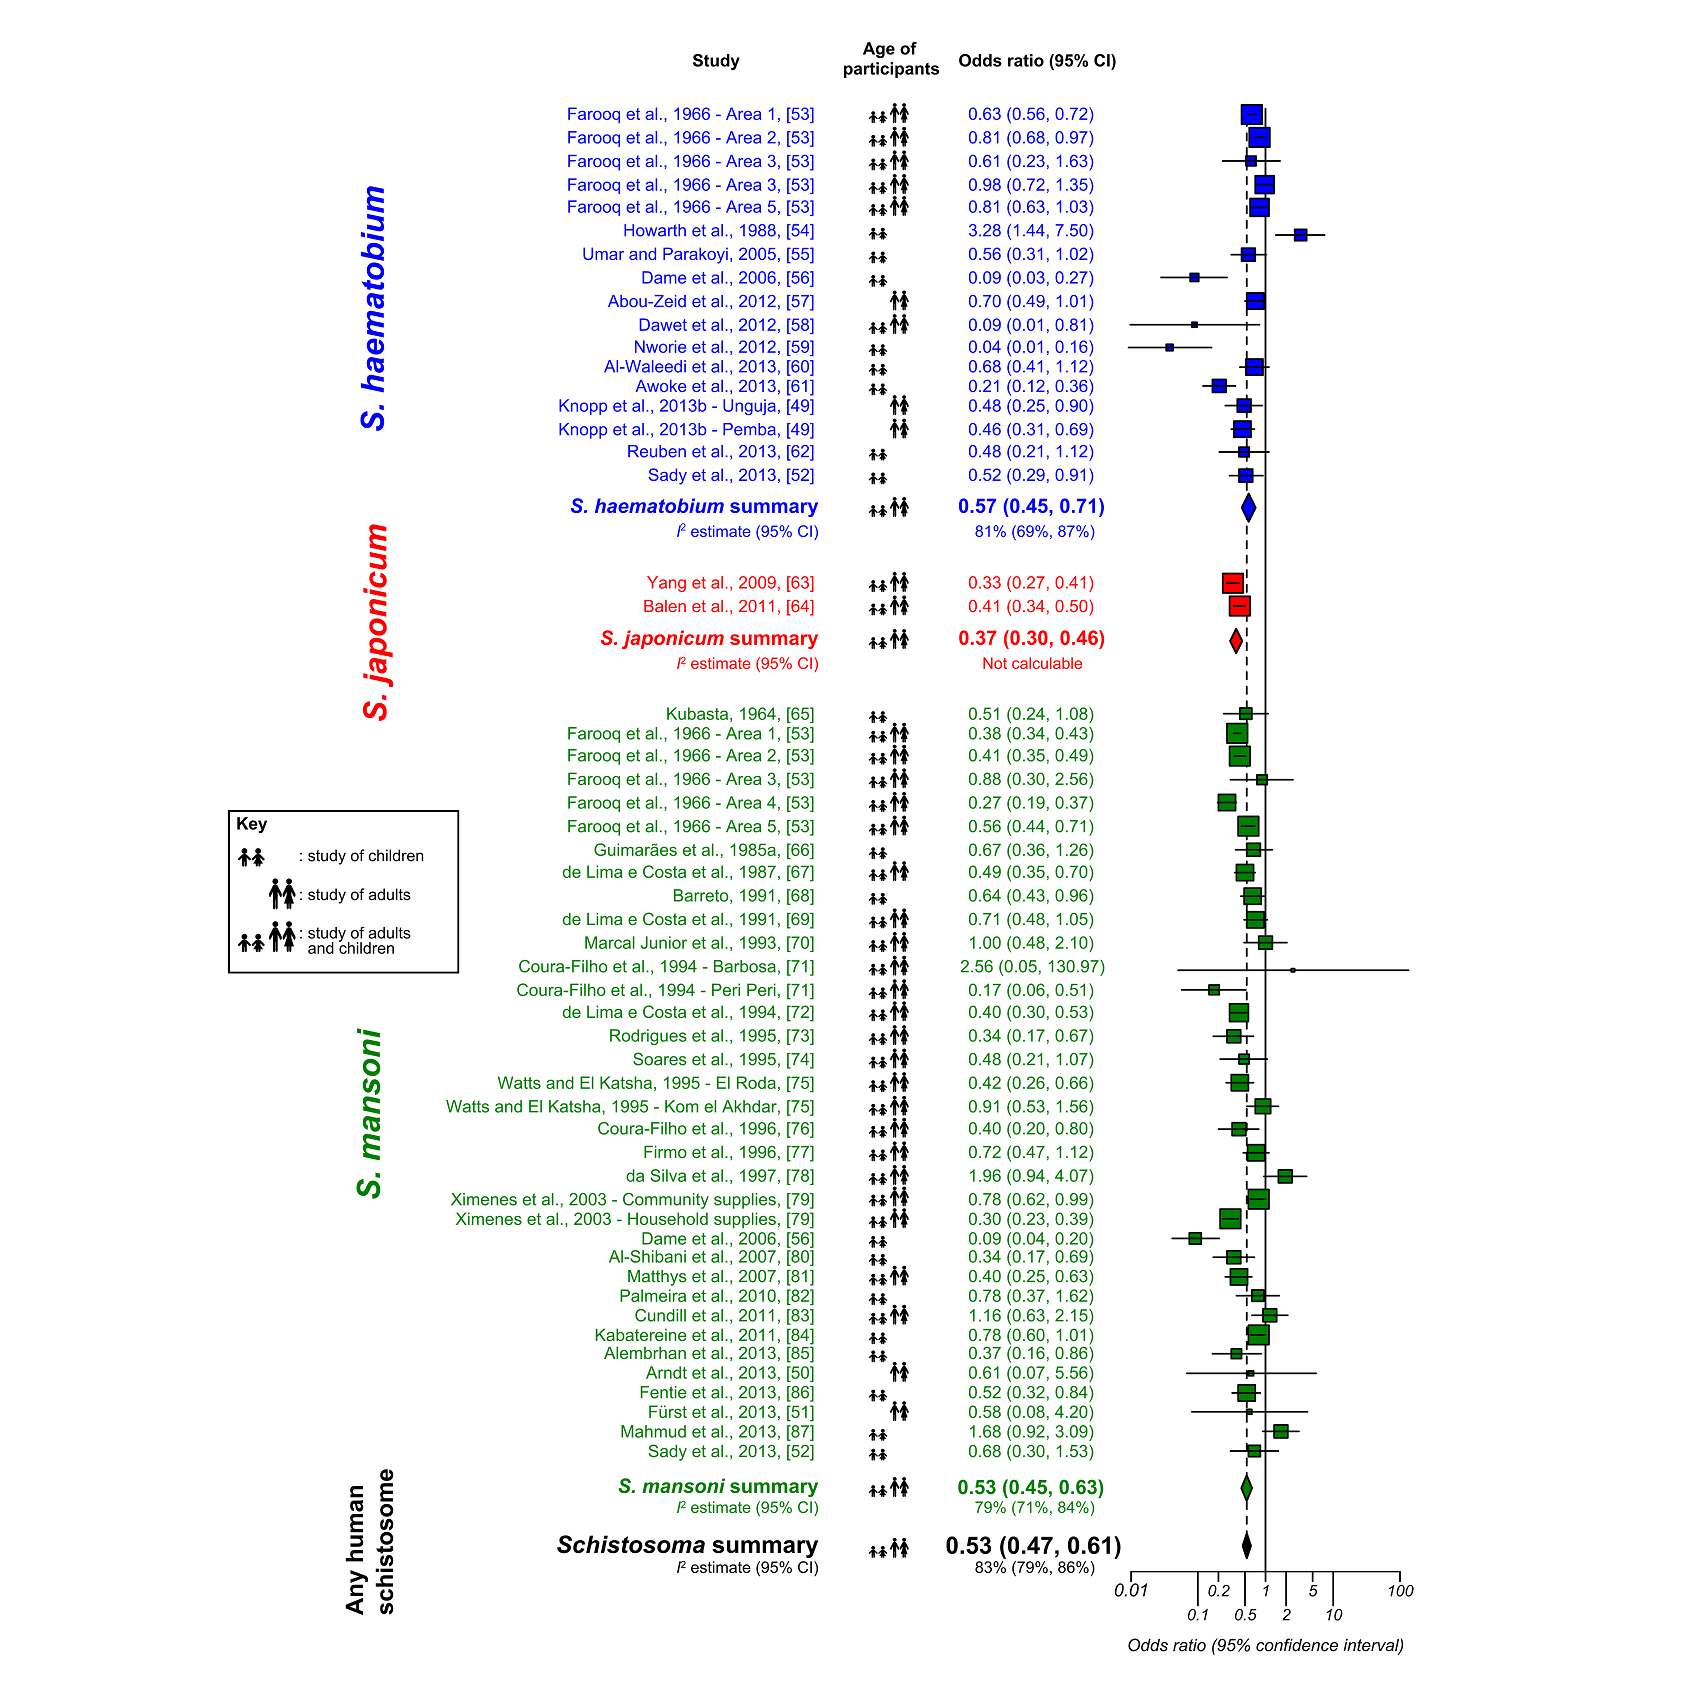 Study Age of participants Odds ratio (95% CI)
S. haematobium
Farooq et al., 1966 - Area 1, [53] 0.63 (0.56, 0.72)
Farooq et al., 1966 - Area 2, [53] 0.81 (0.68, 0.97)
Farooq et al., 1966 - Area 3, [53] 0.61 (0.23, 1.63)
Farooq et al., 1966 - Area 3, [53] 0.98 (0.72, 1.35)
Farooq et al., 1966 - Area 5, [53] 0.81 (0.63, 1.03)
Howarth et al., 1988, [54] 3.28 (1.44, 7.50)
Umar and Parakoyi, 2005, [55] 0.56 (0.31, 1.02)
Dame et al., 2006, [56] 0.09 (0.03, 0.27)
Abou-Zeid et al., 2012, [57] 0.70 (0.49, 1.01)
Dawet et al., 2012, [58] 0.09 (0.01, 0.81)
Nworie et al., 2012, [59] 0.04 (0.01, 0.16)
Al-Waleedi et al., 2013, [60] 0.68 (0.41, 1.12)
Awoke et al., 2013, [61] 0.21 (0.12, 0.36)
Knopp et al., 2013b - Unguja, [49] 0.48 (0.25, 0.90)
Knopp et al., 2013b - Pemba, [49] 0.46 (0.31, 0.69)
Reuben et al., 2013, [62] 0.48 (0.21, 1.12)
Sady et al., 2013, [52] 0.52 (0.29, 0.91)
S. haematobium summary 0.57 (0.45, 0.71)
I² estimate (95% CI) 81% (69%, 87%)
S. japonicum
Yang et al., 2009, [63] 0.33 (0.27, 0.41)
Balen et al., 2011, [64] 0.41 (0.34, 0.50)
S. japonicum summary 0.37 (0.30, 0.46)
I² estimate (95% CI) Not calculable
S. mansoni
Kubasta, 1964, [65] 0.51 (0.24, 1.08)
Farooq et al., 1966 - Area 1, [53] 0.38 (0.34, 0.43)
Farooq et al., 1966 - Area 2, [53] 0.41 (0.35, 0.49)
Farooq et al., 1966 - Area 3, [53] 0.88 (0.30, 2.56)
Farooq et al., 1966 - Area 4, [53] 0.27 (0.19, 0.37)
Farooq et al., 1966 - Area 5, [53] 0.56 (0.44, 0.71)
Guimarães et al., 1985a, [66] 0.67 (0.36, 1.26)
de Lima e Costa et al., 1987, [67] 0.49 (0.35, 0.70)
Barreto, 1991, [68] 0.64 (0.43, 0.96)
de Lima e Costa et al., 1991, [69] 0.71 (0.48, 1.05)
Marcal Junior et al., 1993, [70] 1.00 (0.48, 2.10)
Coura-Filho et al., 1994 - Barbosa, [71] 2.56 (0.05, 130.97)
Coura-Filho et al., 1994 - Peri Peri, [71] 0.17 (0.06, 0.51)
de Lima e Costa et al., 1994, [72] 0.40 (0.30, 0.53)
Rodrigues et al., 1995, [73] 0.34 (0.17, 0.67)
Soares et al., 1995, [74] 0.48 (0.21, 1.07)
Watts and El Katsha, 1995 - El Roda, [75] 0.42 (0.26, 0.66)
Watts and El Katsha, 1995 - Kom el Akhdar, [75] 0.91 (0.53, 1.56)
Coura-Filho et al., 1996, [76] 0.40 (0.20, 0.80)
Firmo et al., 1996, [77] 0.72 (0.47, 1.12)
da Silva et al., 1997, [78] 1.96 (0.94, 4.07)
Ximenes et al., 2003 - Community supplies, [79] 0.78 (0.62, 0.99)
Ximenes et al., 2003 - Household supplies, [79] 0.30 (0.23, 0.39)
Dame et al., 2006, [56] 0.09 (0.04, 0.20)
Al-Shibani et al., 2007, [80] 0.34 (0.17, 0.69)
Matthys et al., 2007, [81] 0.40 (0.25, 0.63)
Palmeira et al., 2010, [82] 0.78 (0.37, 1.62)
Cundill et al., 2011, [83] 1.16 (0.63, 2.15)
Kabatereine et al., 2011, [84] 0.78 (0.60, 1.01)
Alembrhan et al., 2013, [85] 0.37 (0.16, 0.86)
Arndt et al., 2013, [50] 0.61 (0.07, 5.56)
Fentie et al., 2013, [86] 0.52 (0.32, 0.84)
Fürst et al., 2013, [51] 0.58 (0.08, 4.20)
Mahmud et al., 2013, [87] 1.68 (0.92, 3.09)
Sady et al., 2013, [52] 0.68 (0.30, 1.53)
S. mansoni summary 0.53 (0.45, 0.63)
I² estimate (95% CI) 79% (71%, 84%)
Any human
schistosome
Schistosoma summary 0.53 (0.47, 0.61)
I² estimate (95% CI) 83% (79%, 86%)
Key
: study of children
: study of adults
: study of adults
and children
0.01 0.2 1 5 100
0.1 0.5 2 10
Odds ratio (95% confidence interval)